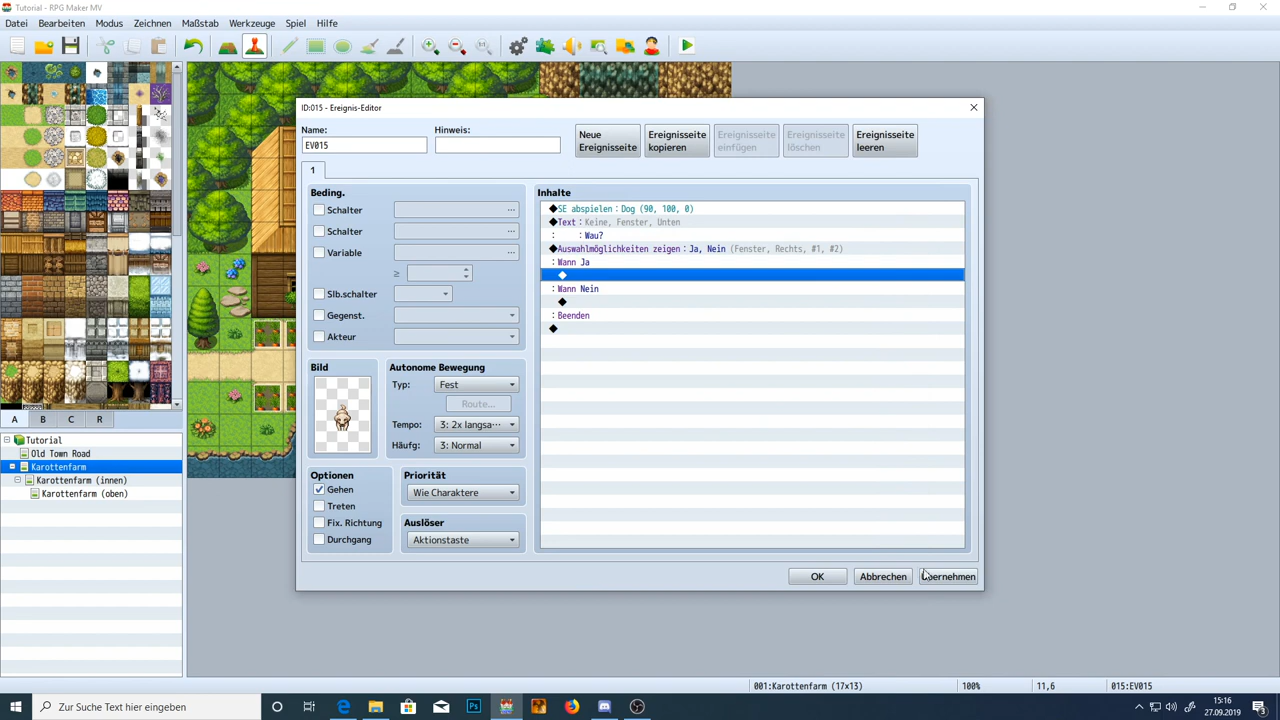 Tutorial - RPG Maker MV
Datei Bearbeiten Modus Zeichnen Maßstab Werkzeuge Spiel Hilfe
1:1
ID:015 - Ereignis-Editor
Name:
Hinweis:
EV015
Neue
Ereignisseite
Ereignisseite
kopieren
Ereignisseite
einfügen
Ereignisseite
löschen
Ereignisseite
leeren
1
Beding.
Schalter
...
Schalter
...
Variable
...
≥
Slb.schalter
Gegenst.
Akteur
Bild
Autonome Bewegung
Typ: Fest
Route...
Tempo: 3: 2x langsa...
Häufg: 3: Normal
Optionen
Gehen
Treten
Fix. Richtung
Durchgang
Priorität
Wie Charaktere
Auslöser
Aktionstaste
Inhalte
◆SE abspielen：Dog (90, 100, 0)
◆Text：Keine, Fenster, Unten
：　　：Wau?
◆Auswahlmöglichkeiten zeigen：Ja, Nein (Fenster, Rechts, #1, #2)
：Wann Ja
◆
：Wann Nein
◆
：Beenden
◆
OK
Abbrechen
Übernehmen
A B C R
Tutorial
Old Town Road
Karottenfarm
Karottenfarm (innen)
Karottenfarm (oben)
001:Karottenfarm (17×13)
100%
11,6
015:EV015
Zur Suche Text hier eingeben
Ps
15:16
27.09.2019
3